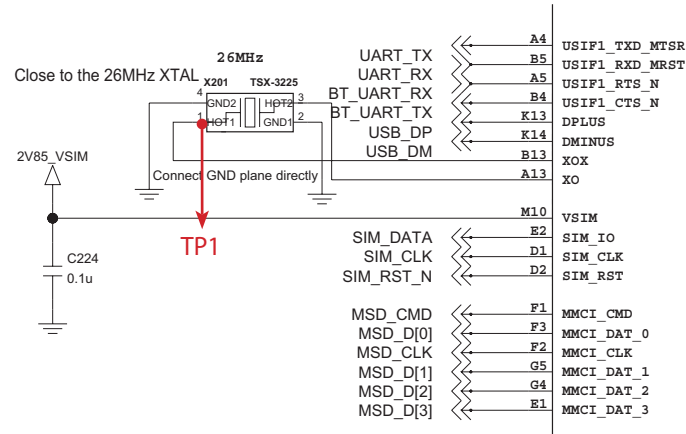 26MHz
Close to the 26MHz XTAL
X201 TSX-3225
4 GND2 HOT2 3
1 HOT1 GND1 2
Connect GND plane directly
TP1
2V85_VSIM
C224
0.1u
UART_TX A4 USIF1_TXD_MTSR
UART_RX B5 USIF1_RXD_MRST
BT_UART_RX A5 USIF1_RTS_N
BT_UART_TX B4 USIF1_CTS_N
USB_DP K13 DPLUS
USB_DM K14 DMINUS
B13 XOX
A13 XO
M10 VSIM
SIM_DATA E2 SIM_IO
SIM_CLK D1 SIM_CLK
SIM_RST_N D2 SIM_RST
MSD_CMD F1 MMCI_CMD
MSD_D[0] F3 MMCI_DAT_0
MSD_CLK F2 MMCI_CLK
MSD_D[1] G5 MMCI_DAT_1
MSD_D[2] G4 MMCI_DAT_2
MSD_D[3] E1 MMCI_DAT_3